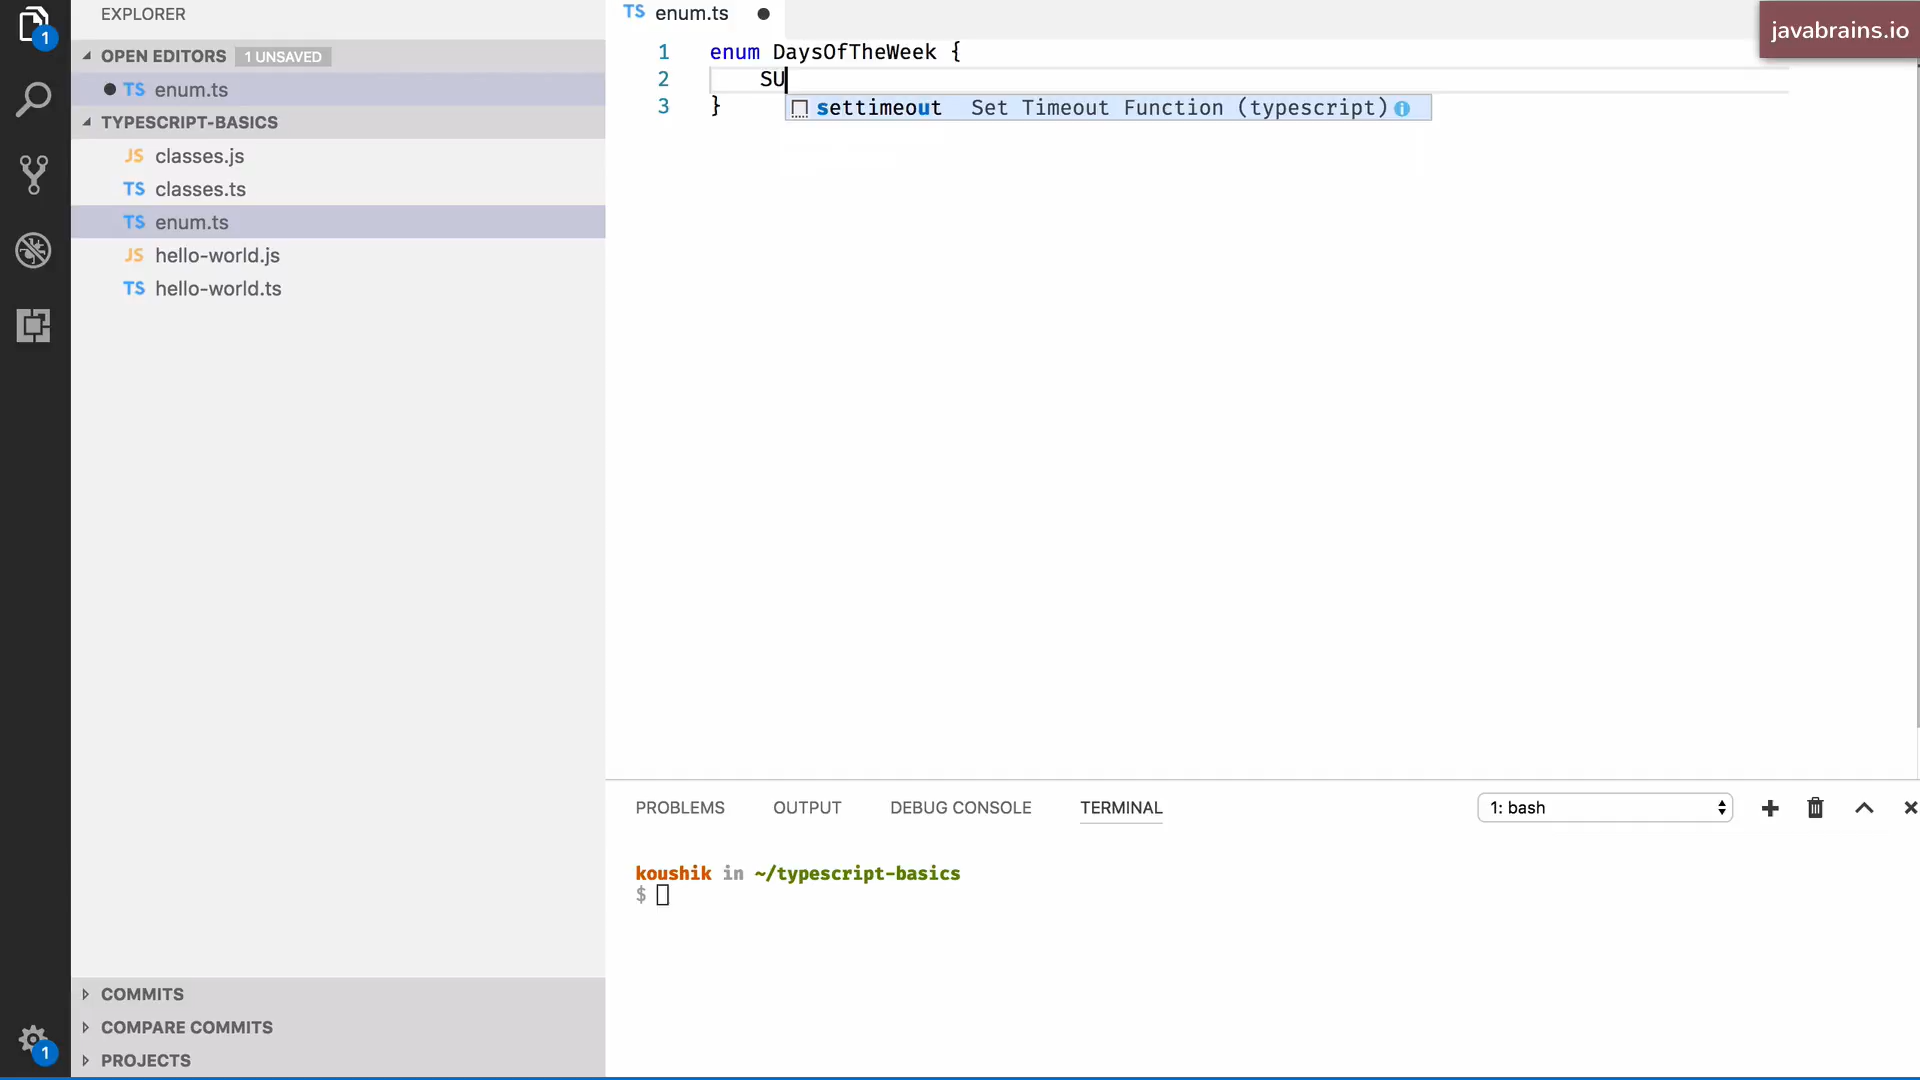 EXPLORER
OPEN EDITORS 1 UNSAVED
TS enum.ts
TYPESCRIPT-BASICS
JS classes.js
TS classes.ts
TS enum.ts
JS hello-world.js
TS hello-world.ts
COMMITS
COMPARE COMMITS
PROJECTS
1
1
TS enum.ts
javabrains.io
1 enum DaysOfTheWeek {
2 SU
3 }
settimeout Set Timeout Function (typescript)
PROBLEMS OUTPUT DEBUG CONSOLE TERMINAL 1: bash
koushik in ~/typescript-basics
$